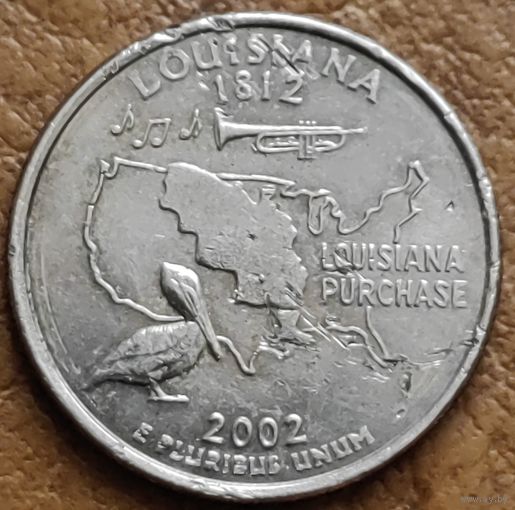 LOUISIANA
1812
LOUISIANA
PURCHASE
2002
E PLURIBUS UNUM